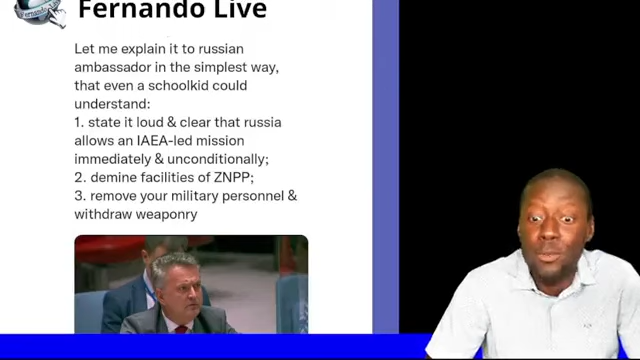 Fernando Live
Let me explain it to russian
ambassador in the simplest way,
that even a schoolkid could
understand:
1. state it loud & clear that russia
allows an IAEA-led mission
immediately & unconditionally;
2. demine facilities of ZNPP;
3. remove your military personnel &
withdraw weaponry